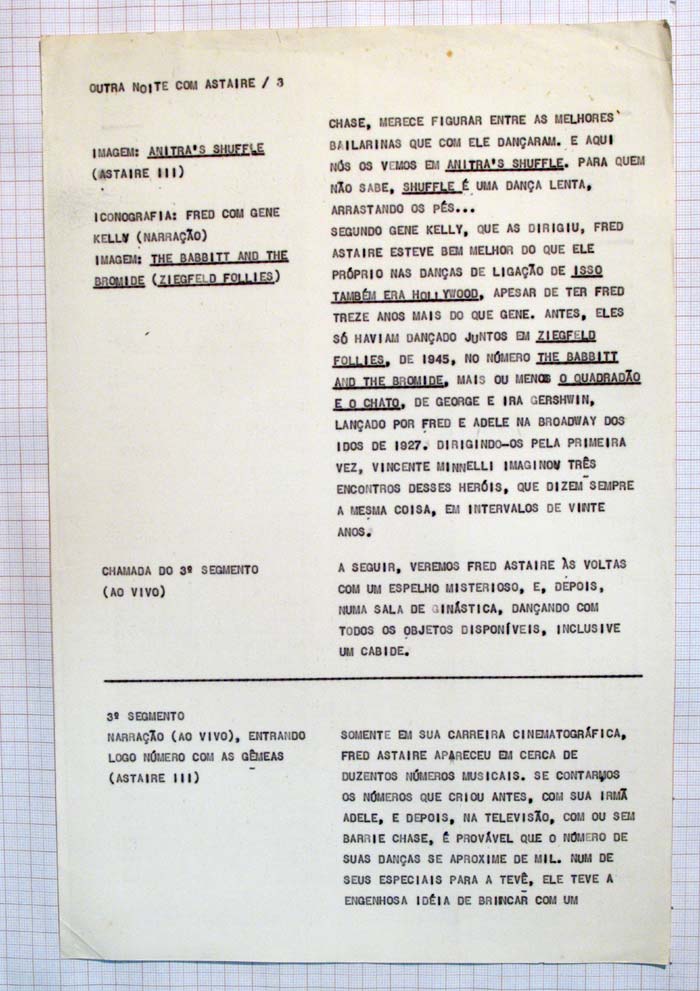 OUTRA NOITE COM ASTAIRE / 3
IMAGEM: ANITRA'S SHUFFLE
(ASTAIRE III)
ICONOGRAFIA: FRED COM GENE
KELLY (NARRAÇÃO)
IMAGEM: THE BABBITT AND THE
BROMIDE (ZIEGFELD FOLLIES)
CHASE, MERECE FIGURAR ENTRE AS MELHORES
BAILARINAS QUE COM ELE DANÇARAM. E AQUI
NÓS OS VEMOS EM ANITRA'S SHUFFLE. PARA QUEM
NÃO SABE, SHUFFLE É UMA DANÇA LENTA,
ARRASTANDO OS PÉS...
SEGUNDO GENE KELLY, QUE AS DIRIGIU, FRED
ASTAIRE ESTEVE BEM MELHOR DO QUE ELE
PRÓPRIO NAS DANÇAS DE LIGAÇÃO DE ISSO
TAMBÉM ERA HOLLYWOOD, APESAR DE TER FRED
TREZE ANOS MAIS DO QUE GENE. ANTES, ELES
SÓ HAVIAM DANÇADO JUNTOS EM ZIEGFELD
FOLLIES, DE 1945, NO NÚMERO THE BABBITT
AND THE BROMIDE, MAIS OU MENOS O QUADRADÃO
E O CHATO, DE GEORGE E IRA GERSHWIN,
LANÇADO POR FRED E ADELE NA BROADWAY DOS
IDOS DE 1927. DIRIGINDO-OS PELA PRIMEIRA
VEZ, VINCENTE MINNELLI IMAGINOU TRÊS
ENCONTROS DESSES HERÓIS, QUE DIZEM SEMPRE
A MESMA COISA, EM INTERVALOS DE VINTE
ANOS.
CHAMADA DO 3º SEGMENTO
(AO VIVO)
A SEGUIR, VEREMOS FRED ASTAIRE ÀS VOLTAS
COM UM ESPELHO MISTERIOSO, E, DEPOIS,
NUMA SALA DE GINÁSTICA, DANÇANDO COM
TODOS OS OBJETOS DISPONÍVEIS, INCLUSIVE
UM CABIDE.
3º SEGMENTO
NARRAÇÃO (AO VIVO), ENTRANDO
LOGO NÚMERO COM AS GÊMEAS
(ASTAIRE III)
SOMENTE EM SUA CARREIRA CINEMATOGRÁFICA,
FRED ASTAIRE APARECEU EM CERCA DE
DUZENTOS NÚMEROS MUSICAIS. SE CONTARMOS
OS NÚMEROS QUE CRIOU ANTES, COM SUA IRMÃ
ADELE, E DEPOIS, NA TELEVISÃO, COM OU SEM
BARRIE CHASE, É PROVÁVEL QUE O NÚMERO DE
SUAS DANÇAS SE APROXIME DE MIL. NUM DE
SEUS ESPECIAIS PARA A TEVÊ, ELE TEVE A
ENGENHOSA IDÉIA DE BRINCAR COM UM